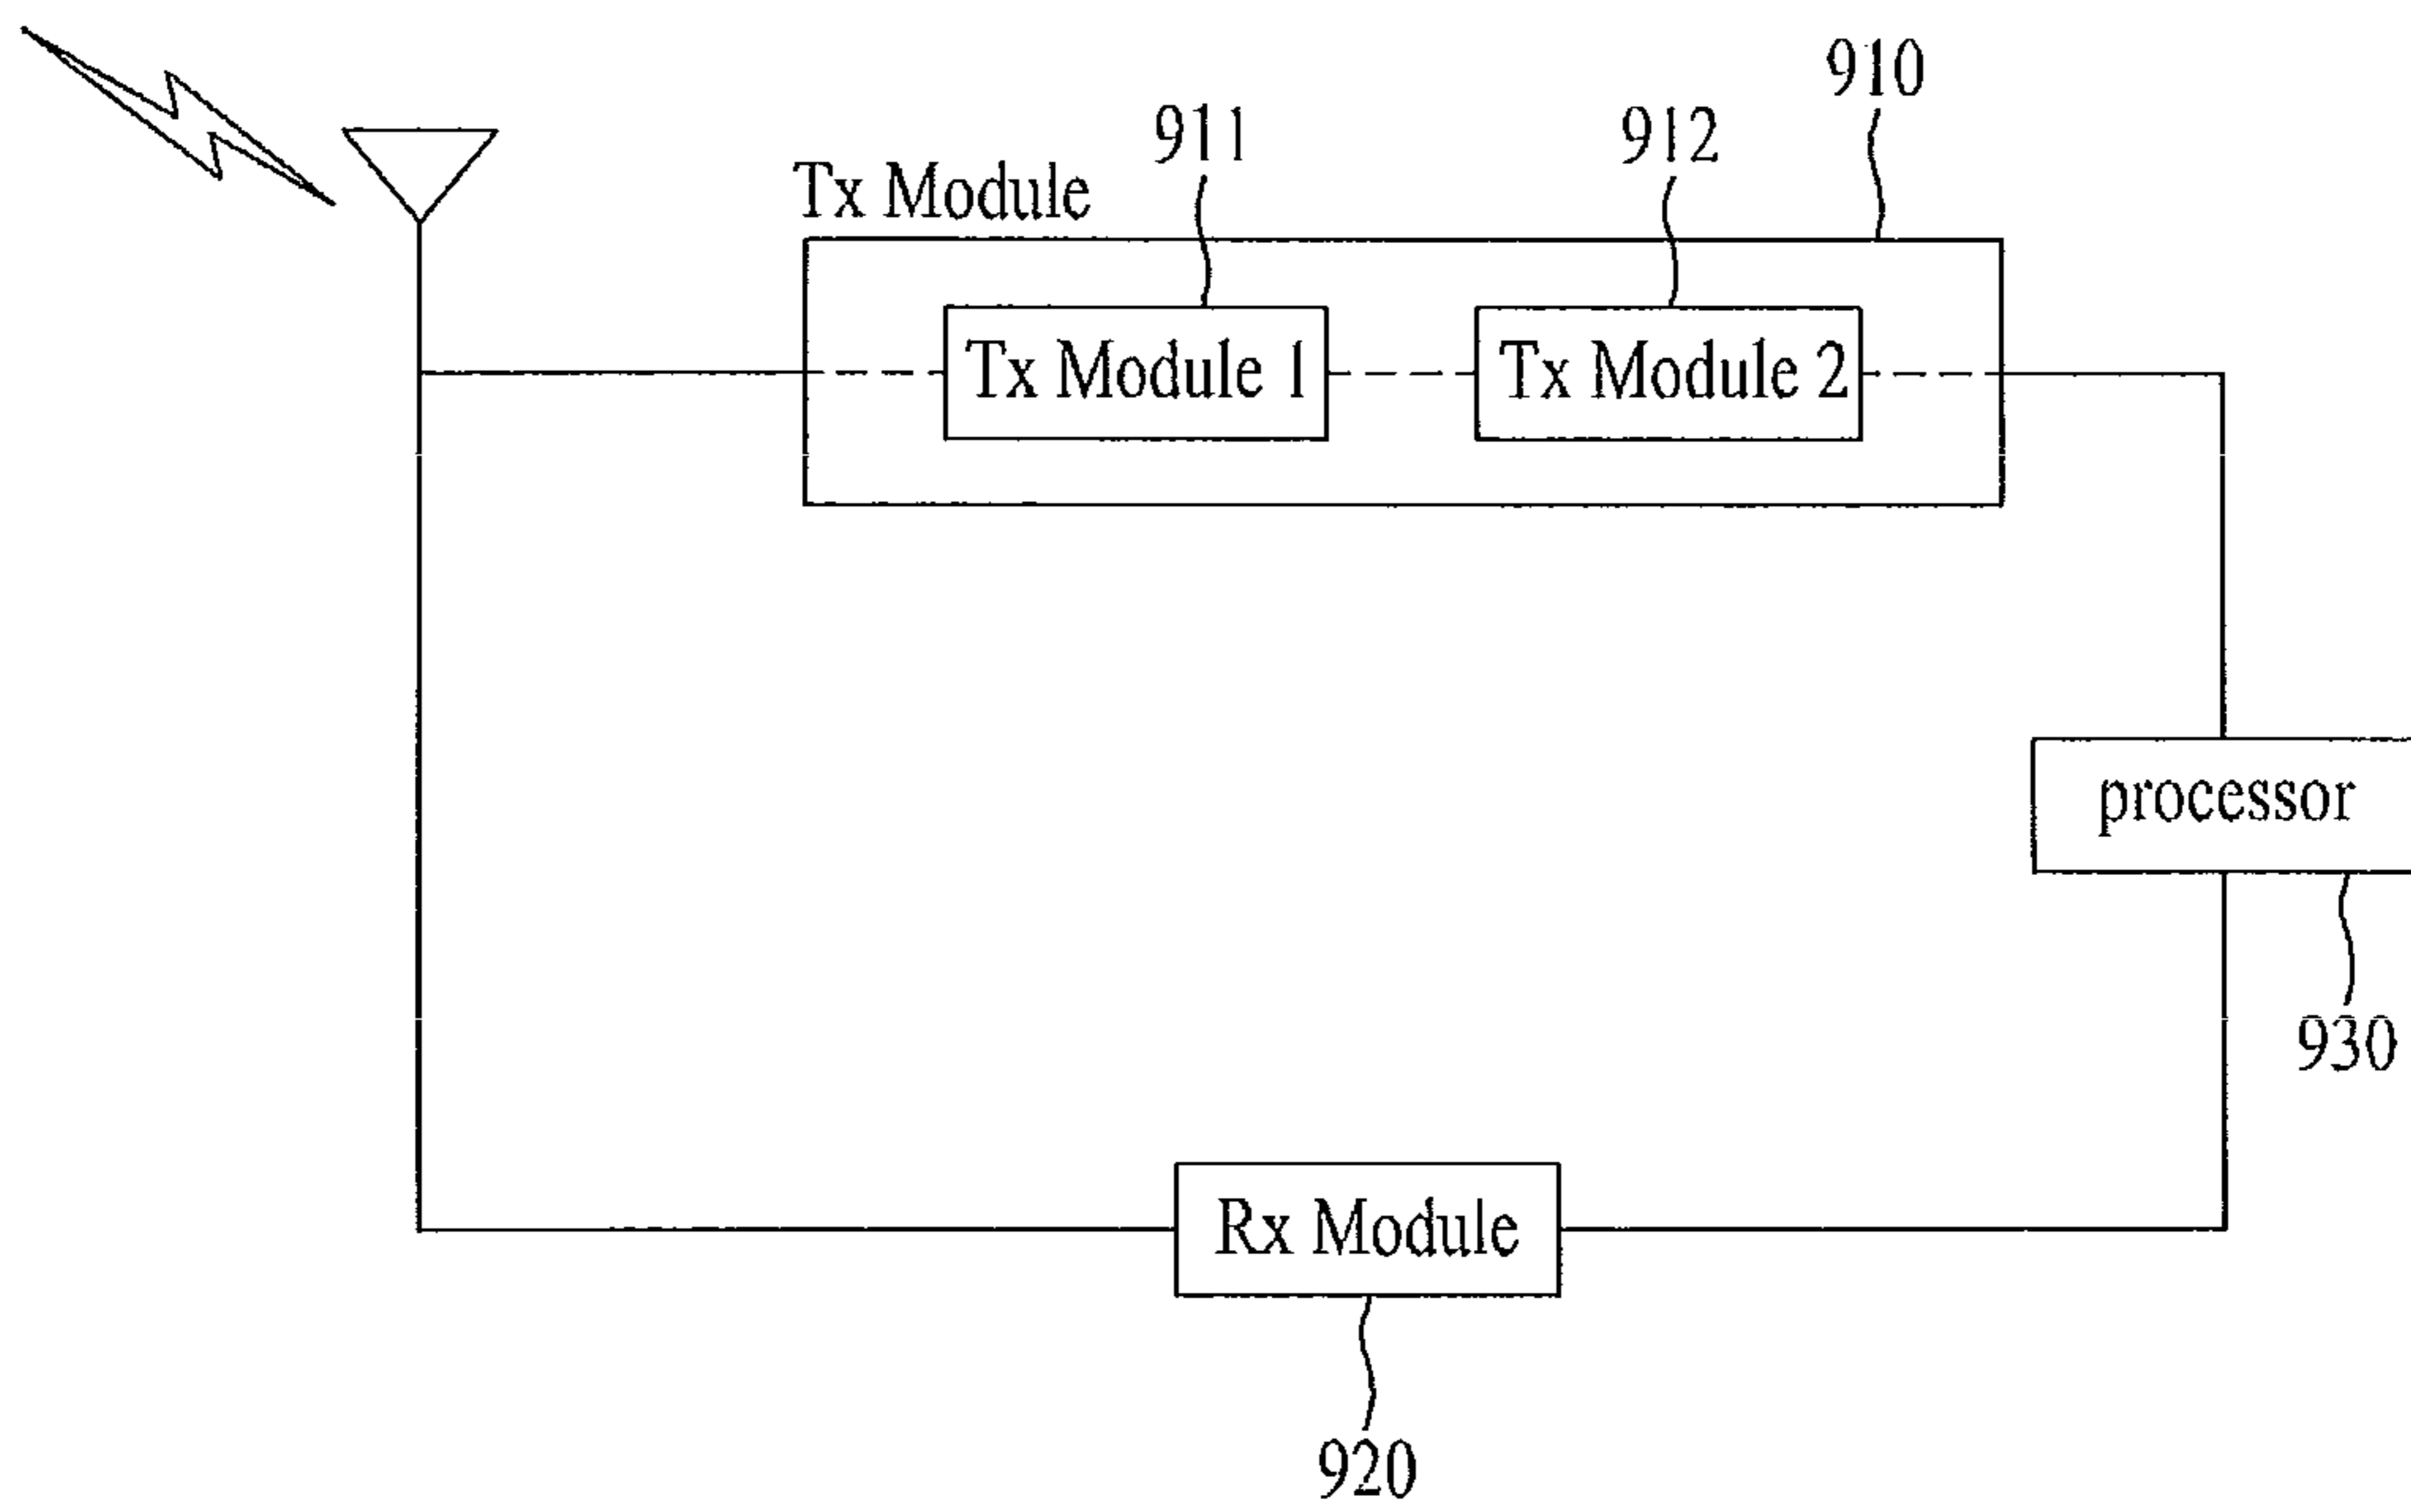 910
911
912
Tx Module
Tx Module 1
Tx Module 2
processor
930
Rx Module
920